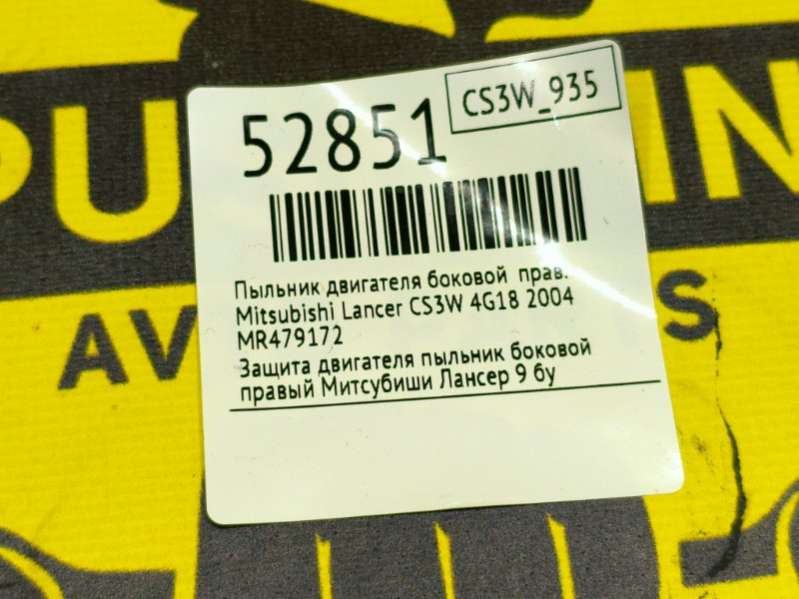 CS3W_935
52851
Пыльник двигателя боковой прав.
Mitsubishi Lancer CS3W 4G18 2004
MR479172
Защита двигателя пыльник боковой
правый Митсубиши Лансер 9 бу